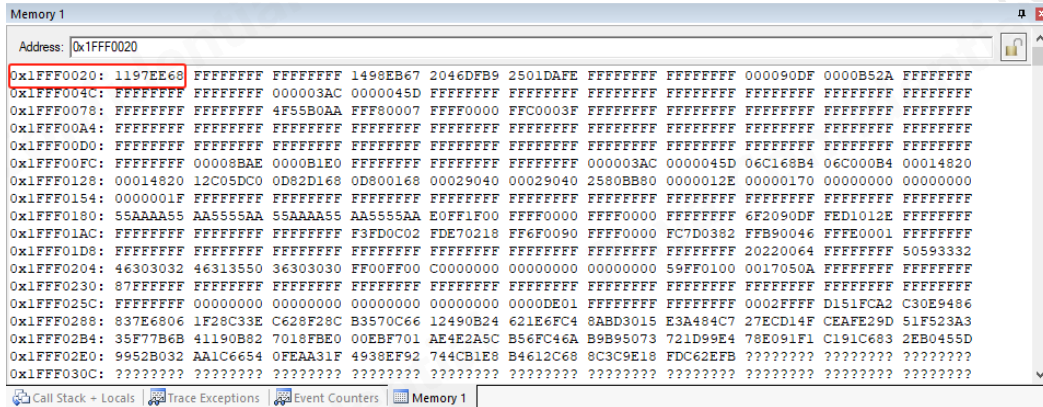 Memory 1
Address: 0x1FFF0020
0x1FFF0020: 1197EE68 FFFFFFFF FFFFFFFF 1498EB67 2046DFB9 2501DAFE FFFFFFFF FFFFFFFF 000090DF 0000B52A FFFFFFFF
0x1FFF004C: FFFFFFFF FFFFFFFF 000003AC 0000045D FFFFFFFF FFFFFFFF FFFFFFFF FFFFFFFF FFFFFFFF FFFFFFFF FFFFFFFF
0x1FFF0078: FFFFFFFF FFFFFFFF 4F55B0AA FFF80007 FFFF0000 FFC0003F FFFFFFFF FFFFFFFF FFFFFFFF FFFFFFFF FFFFFFFF
0x1FFF00A4: FFFFFFFF FFFFFFFF FFFFFFFF FFFFFFFF FFFFFFFF FFFFFFFF FFFFFFFF FFFFFFFF FFFFFFFF FFFFFFFF FFFFFFFF
0x1FFF00D0: FFFFFFFF FFFFFFFF FFFFFFFF FFFFFFFF FFFFFFFF FFFFFFFF FFFFFFFF FFFFFFFF FFFFFFFF FFFFFFFF FFFFFFFF
0x1FFF00FC: FFFFFFFF 00008BAE 0000B1E0 FFFFFFFF FFFFFFFF FFFFFFFF FFFFFFFF 000003AC 0000045D 06C168B4 06C000B4 00014820
0x1FFF0128: 00014820 12C05DC0 0D82D168 0D800168 00029040 00029040 2580BB80 0000012E 00000170 00000000 00000000
0x1FFF0154: 0000001F FFFFFFFF FFFFFFFF FFFFFFFF FFFFFFFF FFFFFFFF FFFFFFFF FFFFFFFF FFFFFFFF FFFFFFFF FFFFFFFF
0x1FFF0180: 55AAAA55 AA5555AA 55AAAA55 AA5555AA E0FF1F00 FFFF0000 FFFF0000 FFFFFFFF 6F2090DF FED1012E FFFFFFFF
0x1FFF01AC: FFFFFFFF FFFFFFFF FFFFFFFF F3FD0C02 FDE70218 FF6F0090 FFFF0000 FC7D0382 FFB90046 FFFE0001 FFFFFFFF
0x1FFF01D8: FFFFFFFF FFFFFFFF FFFFFFFF FFFFFFFF FFFFFFFF FFFFFFFF FFFFFFFF FFFFFFFF 20220064 FFFFFFFF 50593332
0x1FFF0204: 46303032 46313550 36303030 FF00FF00 C0000000 00000000 00000000 59FF0100 0017050A FFFFFFFF FFFFFFFF
0x1FFF0230: 87FFFFFF FFFFFFFF FFFFFFFF FFFFFFFF FFFFFFFF FFFFFFFF FFFFFFFF FFFFFFFF FFFFFFFF FFFFFFFF FFFFFFFF
0x1FFF025C: FFFFFFFF 00000000 00000000 00000000 00000000 0000DE01 FFFFFFFF FFFFFFFF 0002FFFF D151FCA2 C30E9486
0x1FFF0288: 837E6806 1F28C33E C628F28C B3570C66 12490B24 621E6FC4 8ABD3015 E3A484C7 27ECD14F CEAFE29D 51F523A3
0x1FFF02B4: 35F77B6B 41190B82 7018FBE0 00EBF701 AE4E2A5C B56FC46A B9B95073 721D99E4 78E091F1 C191C683 2EB0455D
0x1FFF02E0: 9952B032 AA1C6654 0FEAA31F 4938EF92 744CB1E8 B4612C68 8C3C9E18 FDC62EFB ???????? ???????? ????????
0x1FFF030C: ???????? ???????? ???????? ???????? ???????? ???????? ???????? ???????? ???????? ???????? ????????
Call Stack + Locals Trace Exceptions Event Counters Memory 1